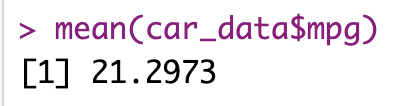 > mean(car_data$mpg)
[1] 21.2973